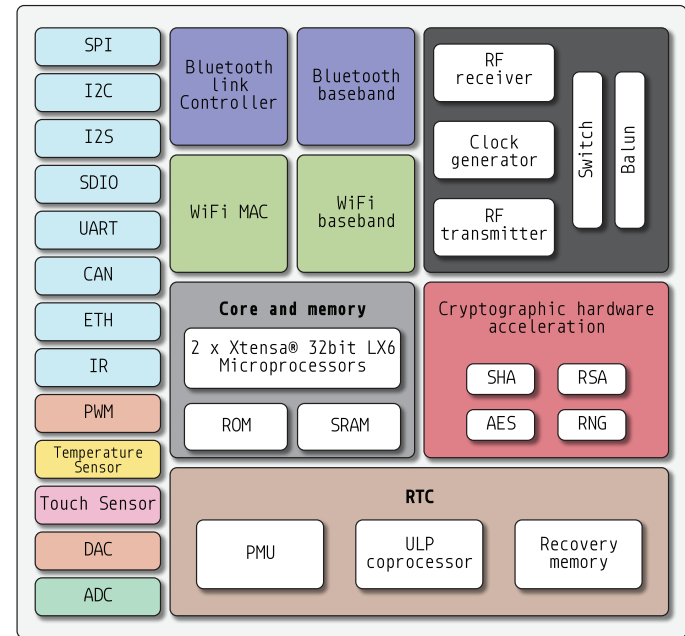 SPI
I2C
I2S
SDIO
UART
CAN
ETH
IR
PWM
Temperature
Sensor
Touch Sensor
DAC
ADC
Bluetooth
link
Controller
Bluetooth
baseband
WiFi MAC
WiFi
baseband
RF
receiver
Clock
generator
RF
transmitter
Switch
Balun
Core and memory
2 x Xtensa® 32bit LX6
Microprocessors
ROM
SRAM
Cryptographic hardware
acceleration
SHA
RSA
AES
RNG
RTC
PMU
ULP
coprocessor
Recovery
memory